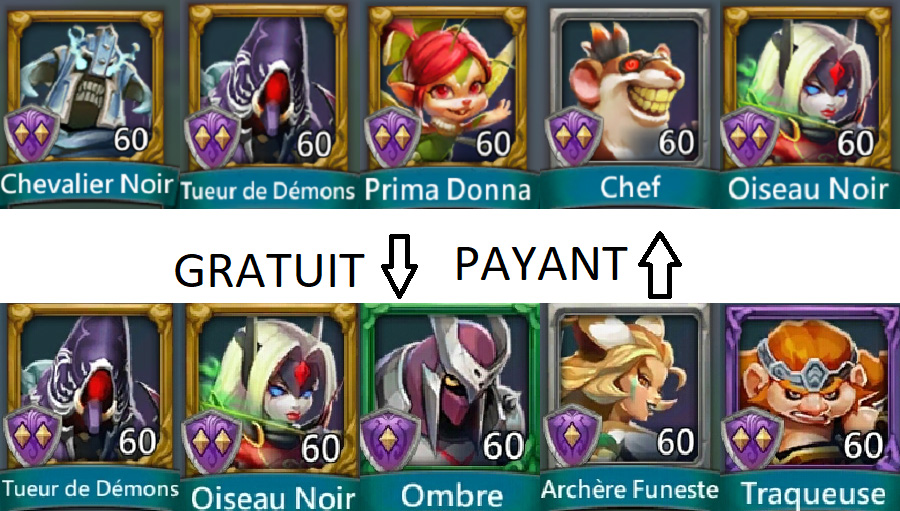 60 60 60 60 60
Chevalier Noir Tueur de Démons Prima Donna Chef Oiseau Noir
GRATUIT PAYANT
60 60 60 60 60
Tueur de Démons Oiseau Noir Ombre Archère Funeste Traqueuse